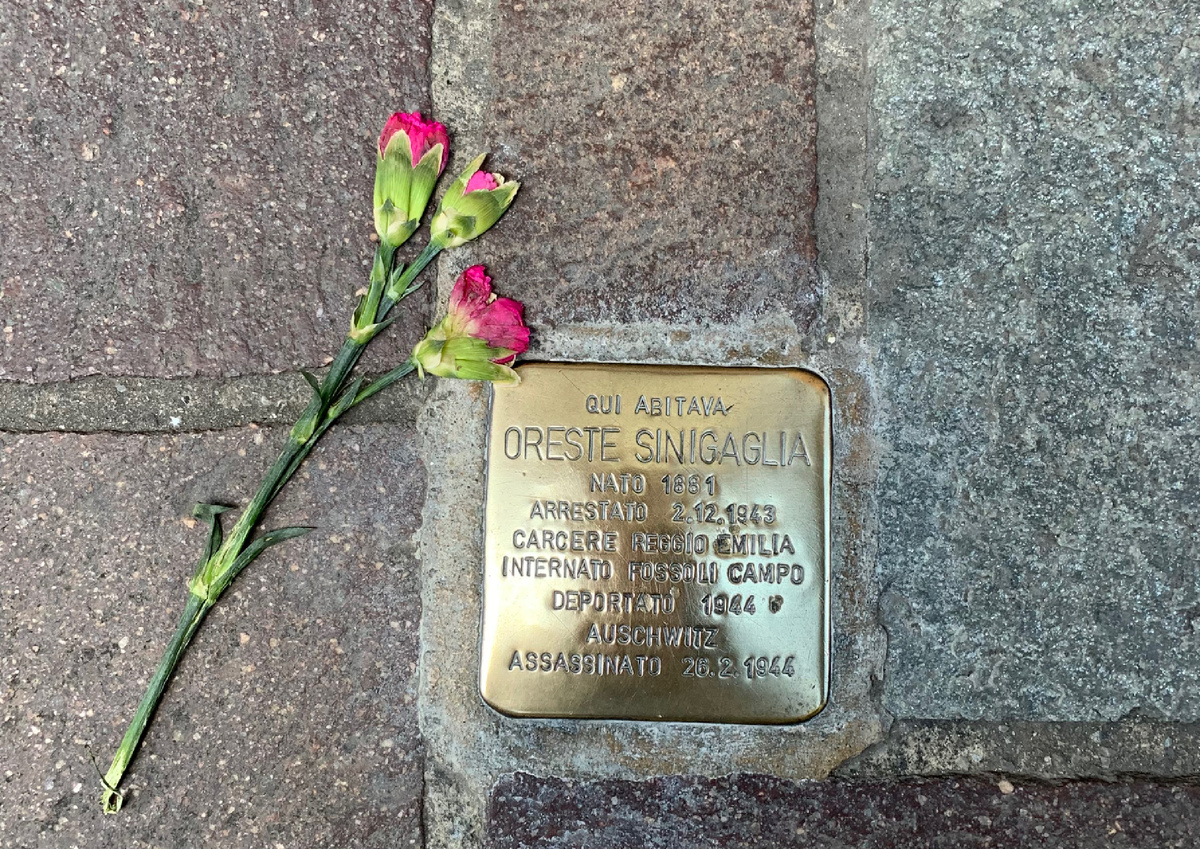 QUI ABITAVA
ORESTE SINIGAGLIA
NATO 1881
ARRESTATO 2.12.1943
CARCERE REGGIO EMILIA
INTERNATO FOSSOLI CAMPO
DEPORTATO 1944
AUSCHWITZ
ASSASSINATO 26.2.1944